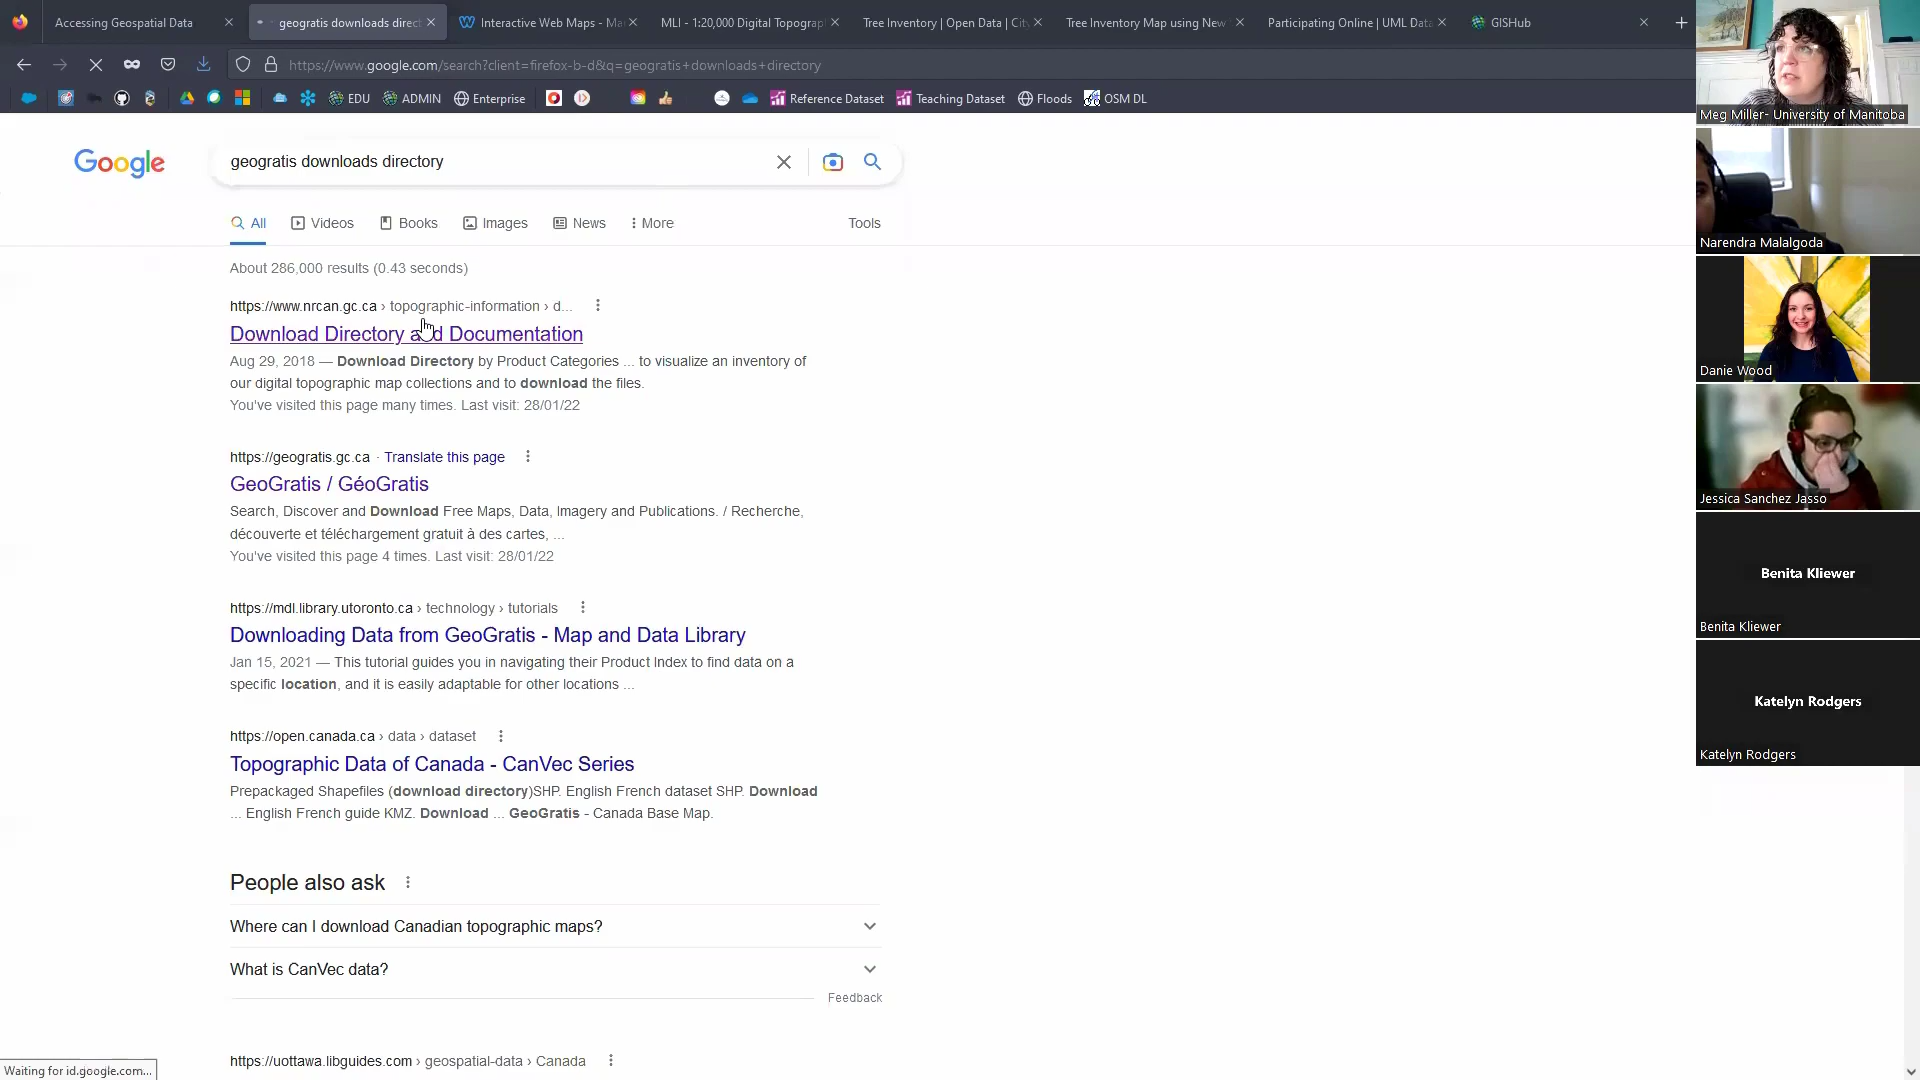 Accessing Geospatial Data
geogratis downloads direct
Interactive Web Maps - Ma
MLI - 1:20,000 Digital Topograp
Tree Inventory | Open Data | City
Tree Inventory Map using New
Participating Online | UML Data
GISHub
https://www.google.com/search?client=firefox-b-d&q=geogratis+downloads+directory
EDU
ADMIN
Enterprise
Reference Dataset
Teaching Dataset
Floods
OSM DL
Google
geogratis downloads directory
All
Videos
Books
Images
News
More
Tools
About 286,000 results (0.43 seconds)
https://www.nrcan.gc.ca › topographic-information › d...
Download Directory and Documentation
Aug 29, 2018 — Download Directory by Product Categories ... to visualize an inventory of
our digital topographic map collections and to download the files.
You've visited this page many times. Last visit: 28/01/22
https://geogratis.gc.ca · Translate this page
GeoGratis / GéoGratis
Search, Discover and Download Free Maps, Data, Imagery and Publications. / Recherche,
découverte et téléchargement gratuit à des cartes, ...
You've visited this page 4 times. Last visit: 28/01/22
https://mdl.library.utoronto.ca › technology › tutorials
Downloading Data from GeoGratis - Map and Data Library
Jan 15, 2021 — This tutorial guides you in navigating their Product Index to find data on a
specific location, and it is easily adaptable for other locations ...
https://open.canada.ca › data › dataset
Topographic Data of Canada - CanVec Series
Prepackaged Shapefiles (download directory)SHP. English French dataset SHP. Download
... English French guide KMZ. Download ... GeoGratis - Canada Base Map.
People also ask
Where can I download Canadian topographic maps?
What is CanVec data?
Feedback
https://uottawa.libguides.com › geospatial-data › Canada
Waiting for id.google.com...
Meg Miller- University of Manitoba
Narendra Malalgoda
Danie Wood
Jessica Sanchez Jasso
Benita Kliewer
Benita Kliewer
Katelyn Rodgers
Katelyn Rodgers